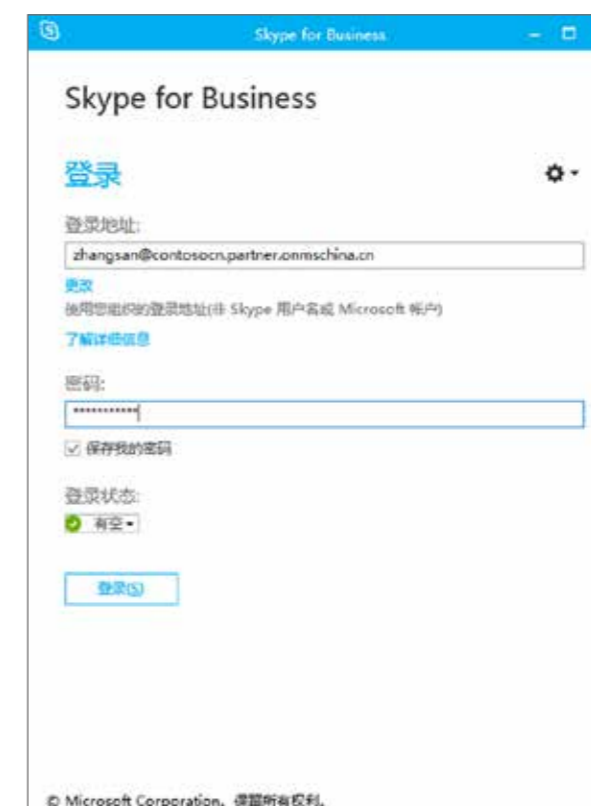 Skype for Business
Skype for Business
登录
登录地址:
zhangsan@contosocn.partner.onmschina.cn
更改
使用您组织的登录地址(非 Skype 用户名或 Microsoft 帐户)
了解详细信息
密码:
***********
保存我的密码
登录状态:
有空
登录(S)
© Microsoft Corporation。保留所有权利。